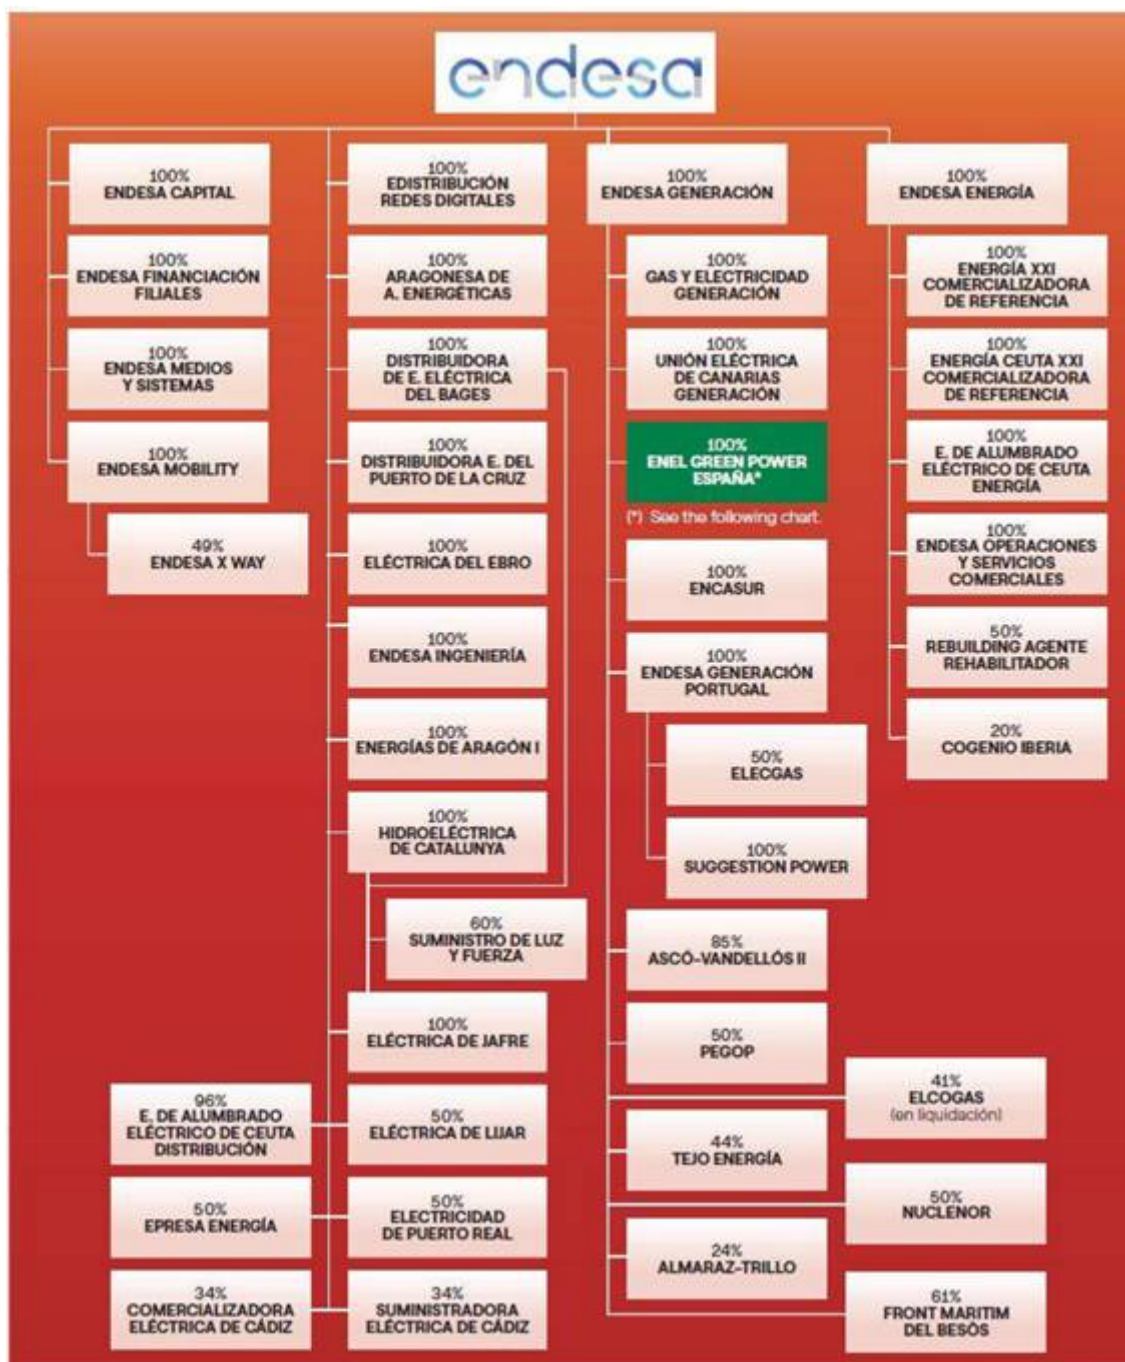 endesa
100%
ENDESA CAPITAL
100%
ENDESA FINANCIACIÓN
FILIALES
100%
ENDESA MEDIOS
Y SISTEMAS
100%
ENDESA MOBILITY
49%
ENDESA X WAY
100%
EDISTRIBUCIÓN
REDES DIGITALES
100%
ARAGONESA DE
A. ENERGÉTICAS
100%
DISTRIBUIDORA
DE E. ELÉCTRICA
DEL BAGES
100%
DISTRIBUIDORA E. DEL
PUERTO DE LA CRUZ
100%
ELÉCTRICA DEL EBRO
100%
ENDESA INGENIERÍA
100%
ENERGÍAS DE ARAGÓN I
100%
HIDROELÉCTRICA
DE CATALUNYA
60%
SUMINISTRO DE LUZ
Y FUERZA
100%
ELÉCTRICA DE JAFRE
96%
E. DE ALUMBRADO
ELÉCTRICO DE CEUTA
DISTRIBUCIÓN
50%
ELÉCTRICA DE LIJAR
50%
EPRESA ENERGÍA
50%
ELECTRICIDAD
DE PUERTO REAL
34%
COMERCIALIZADORA
ELÉCTRICA DE CÁDIZ
34%
SUMINISTRADORA
ELÉCTRICA DE CÁDIZ
100%
ENDESA GENERACIÓN
100%
GAS Y ELECTRICIDAD
GENERACIÓN
100%
UNIÓN ELÉCTRICA
DE CANARIAS
GENERACIÓN
100%
ENEL GREEN POWER
ESPAÑA*
(*) See the following chart.
100%
ENCASUR
100%
ENDESA GENERACIÓN
PORTUGAL
50%
ELECGAS
100%
SUGGESTION POWER
85%
ASCÓ-VANDELLÓS II
50%
PEGOP
41%
ELCOGAS
(en liquidación)
44%
TEJO ENERGÍA
50%
NUCLENOR
24%
ALMARAZ-TRILLO
61%
FRONT MARITIM
DEL BESÒS
100%
ENDESA ENERGÍA
100%
ENERGÍA XXI
COMERCIALIZADORA
DE REFERENCIA
100%
ENERGÍA CEUTA XXI
COMERCIALIZADORA
DE REFERENCIA
100%
E. DE ALUMBRADO
ELÉCTRICO DE CEUTA
ENERGÍA
100%
ENDESA OPERACIONES
Y SERVICIOS
COMERCIALES
50%
REBUILDING AGENTE
REHABILITADOR
20%
COGENIO IBERIA